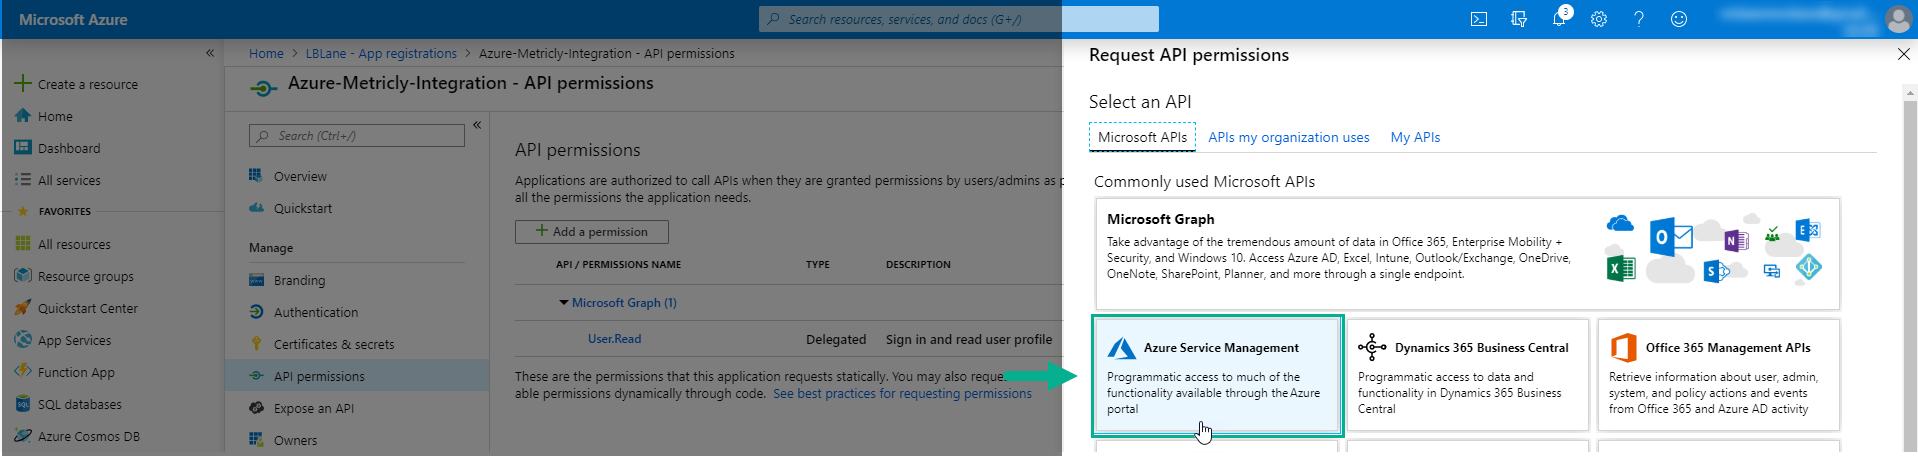 Microsoft Azure
Search resources, services, and docs (G+/)
3
«
Create a resource
Home
Dashboard
All services
FAVORITES
All resources
Resource groups
Quickstart Center
App Services
Function App
SQL databases
Azure Cosmos DB
Home > LBLane - App registrations > Azure-Metricly-Integration - API permissions
Azure-Metricly-Integration - API permissions
Search (Ctrl+/)
«
Overview
Quickstart
Manage
Branding
Authentication
Certificates & secrets
API permissions
Expose an API
Owners
API permissions
Applications are authorized to call APIs when they are granted permissions by users/admins as
all the permissions the application needs.
+ Add a permission
API / PERMISSIONS NAME TYPE DESCRIPTION
Microsoft Graph (1)
User.Read Delegated Sign in and read user profile
These are the permissions that this application requests statically. You may also
able permissions dynamically through code. See best practices for requesting permissions
Request API permissions
Select an API
Microsoft APIs APIs my organization uses My APIs
Commonly used Microsoft APIs
Microsoft Graph
Take advantage of the tremendous amount of data in Office 365, Enterprise Mobility +
Security, and Windows 10. Access Azure AD, Excel, Intune, Outlook/Exchange, OneDrive,
OneNote, SharePoint, Planner, and more through a single endpoint.
Azure Service Management
Programmatic access to much of the
functionality available through the Azure
portal
Dynamics 365 Business Central
Programmatic access to data and
functionality in Dynamics 365 Business
Central
Office 365 Management APIs
Retrieve information about user, admin,
system, and policy actions and events
from Office 365 and Azure AD activity